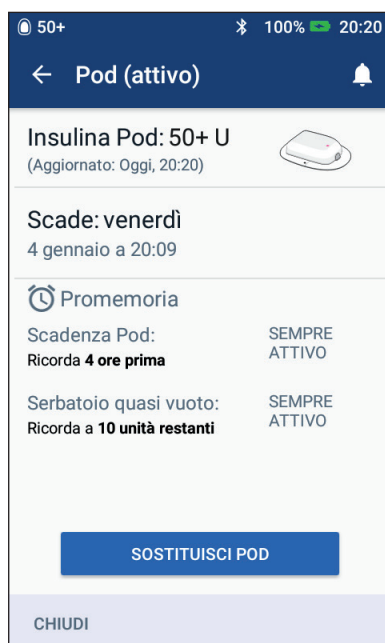 50+ 100% 20:20
Pod (attivo)
Insulina Pod: 50+ U
(Aggiornato: Oggi, 20:20)
Scade: venerdì
4 gennaio a 20:09
Promemoria
Scadenza Pod: SEMPRE
Ricorda 4 ore prima ATTIVO
Serbatoio quasi vuoto: SEMPRE
Ricorda a 10 unità restanti ATTIVO
SOSTITUISCI POD
CHIUDI